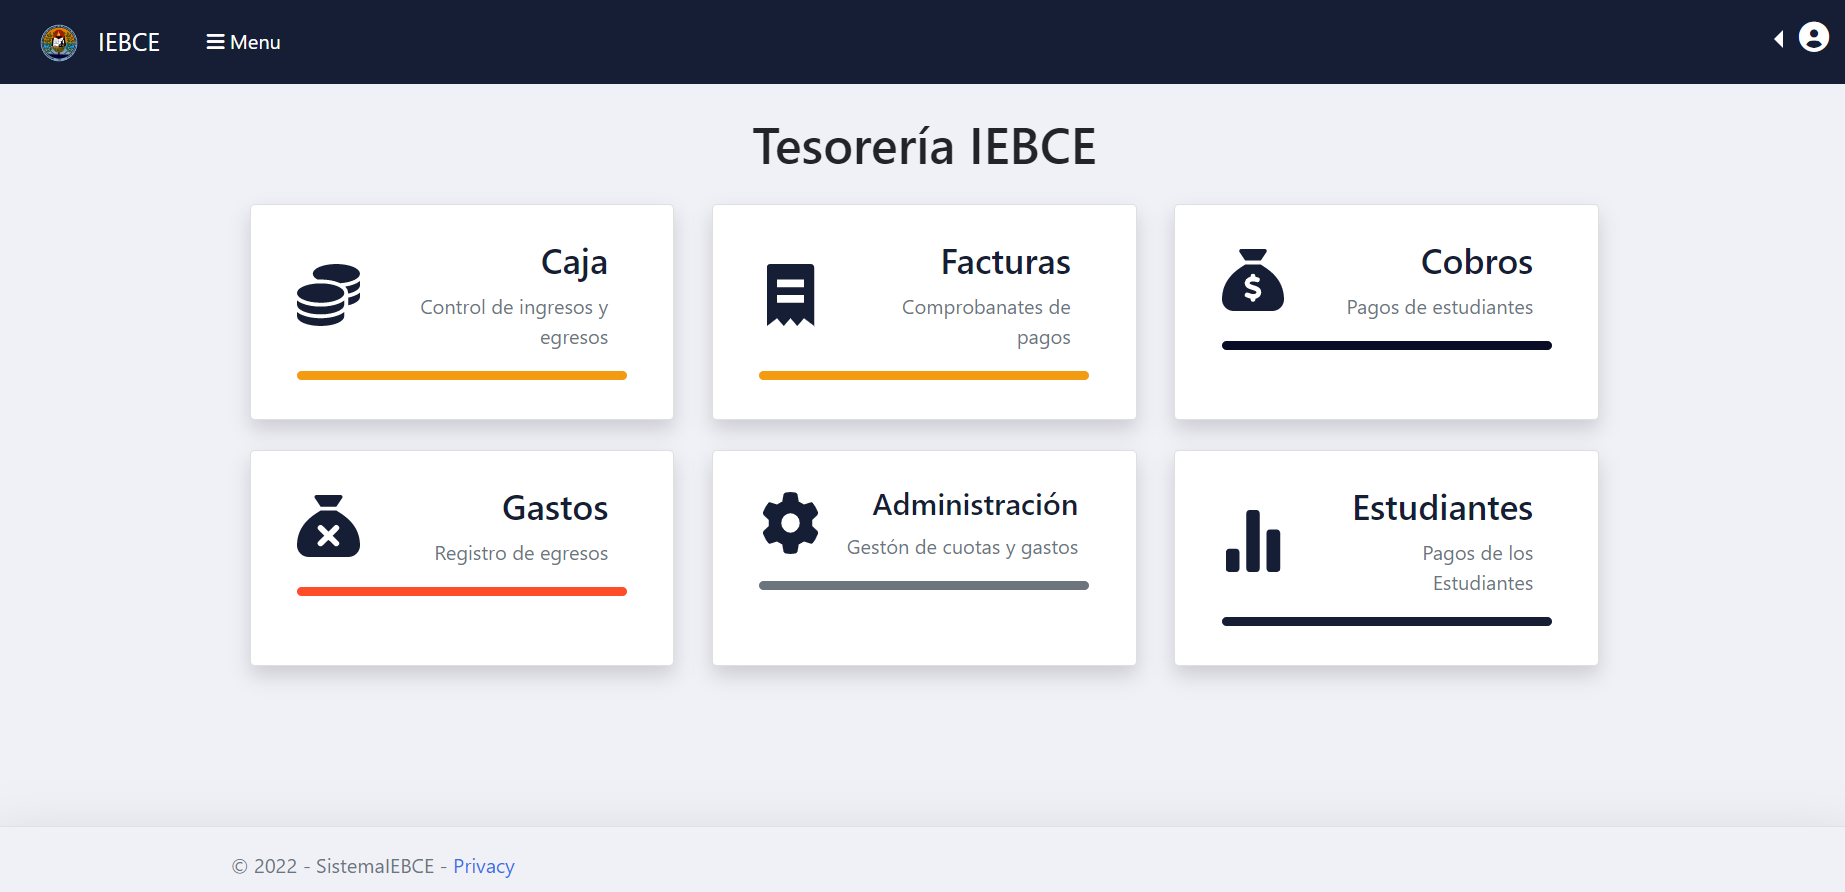 IEBCE
Menu
Tesorería IEBCE
Caja
Control de ingresos y
egresos
Facturas
Comprobanates de
pagos
Cobros
Pagos de estudiantes
Gastos
Registro de egresos
Administración
Gestón de cuotas y gastos
Estudiantes
Pagos de los
Estudiantes
© 2022 - SistemaIEBCE - Privacy